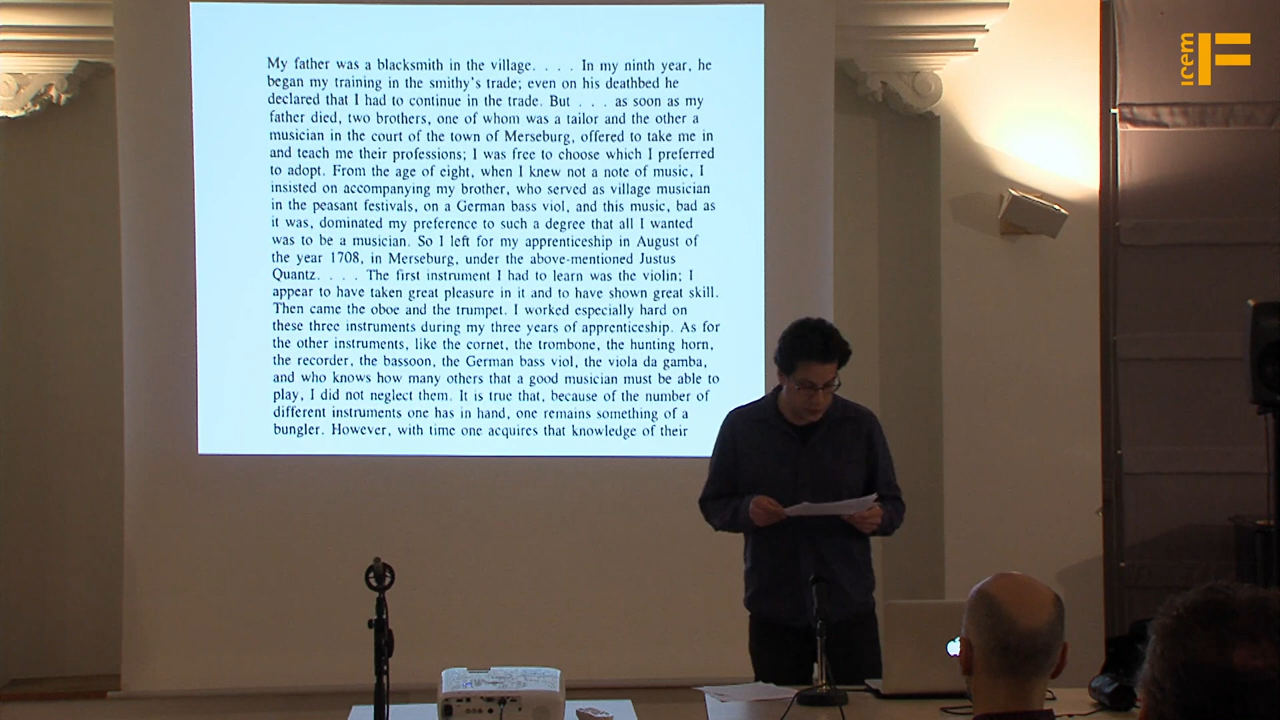 My father was a blacksmith in the village. . . . In my ninth year, he
began my training in the smithy's trade; even on his deathbed he
declared that I had to continue in the trade. But . . . as soon as my
father died, two brothers, one of whom was a tailor and the other a
musician in the court of the town of Merseburg, offered to take me in
and teach me their professions; I was free to choose which I preferred
to adopt. From the age of eight, when I knew not a note of music, I
insisted on accompanying my brother, who served as village musician
in the peasant festivals, on a German bass viol, and this music, bad as
it was, dominated my preference to such a degree that all I wanted
was to be a musician. So I left for my apprenticeship in August of
the year 1708, in Merseburg, under the above-mentioned Justus
Quantz. . . . The first instrument I had to learn was the violin; I
appear to have taken great pleasure in it and to have shown great skill.
Then came the oboe and the trumpet. I worked especially hard on
these three instruments during my three years of apprenticeship. As for
the other instruments, like the cornet, the trombone, the hunting horn,
the recorder, the bassoon, the German bass viol, the viola da gamba,
and who knows how many others that a good musician must be able to
play, I did not neglect them. It is true that, because of the number of
different instruments one has in hand, one remains something of a
bungler. However, with time one acquires that knowledge of their
icem
F